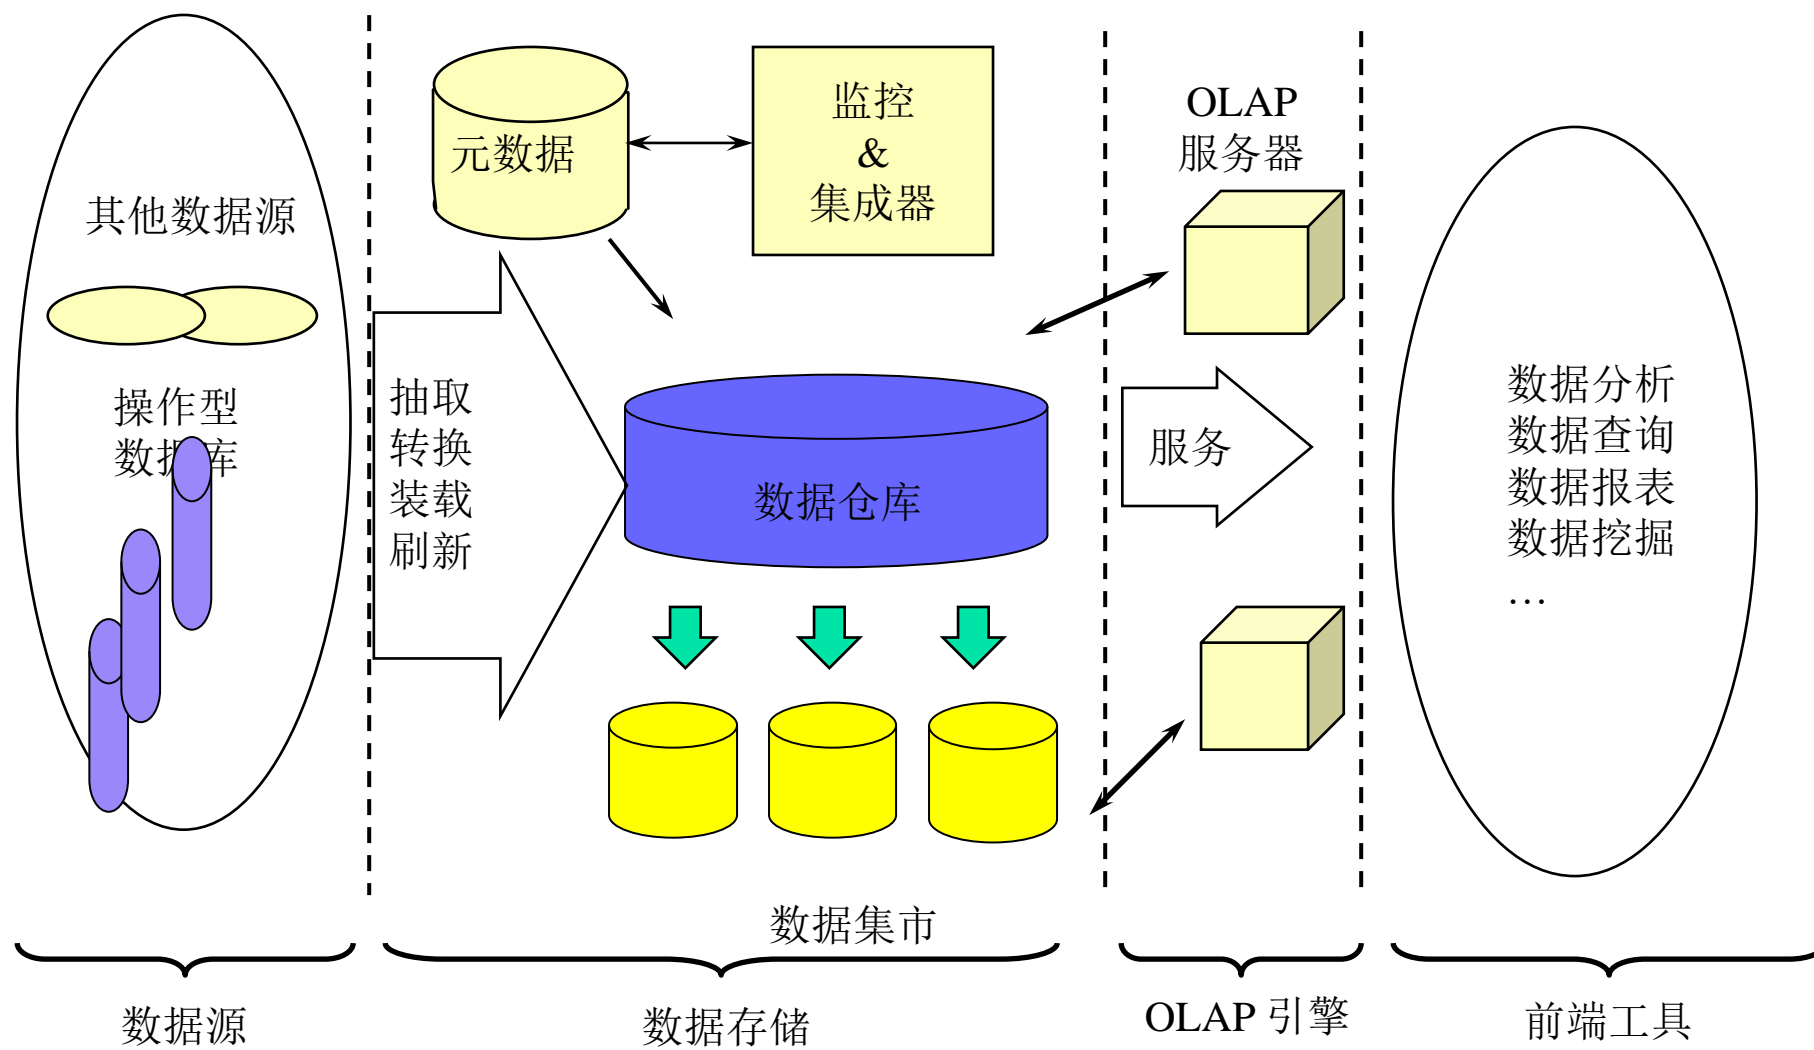 其他数据源
操作型
数据库
元数据
监控
&
集成器
抽取
转换
装载
刷新
数据仓库
数据集市
OLAP
服务器
服务
数据分析
数据查询
数据报表
数据挖掘
…
数据源
数据存储
OLAP 引擎
前端工具